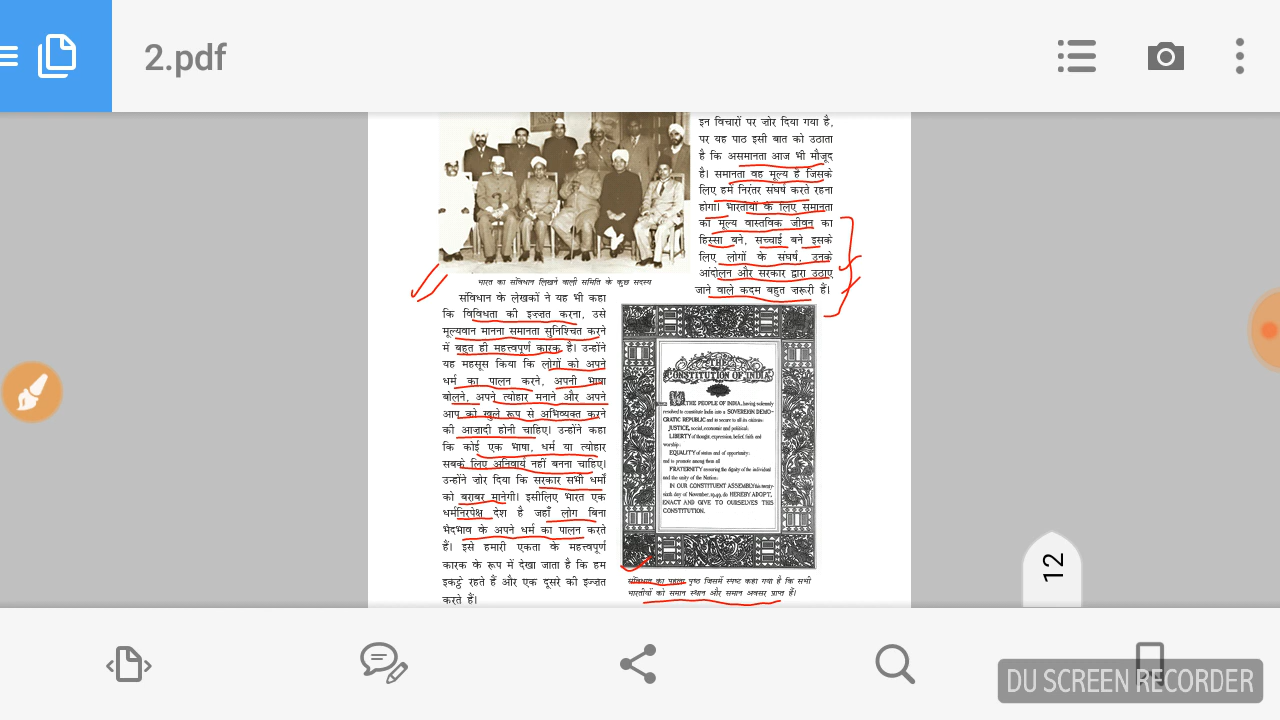 2.pdf
भारत का संविधान लिखने वाली समिति के कुछ सदस्य
संविधान के लेखकों ने यह भी कहा
कि विविधता की इज़्ज़त करना, उसे
मूल्यवान मानना समानता सुनिश्चित करने
में बहुत ही महत्त्वपूर्ण कारक है। उन्होंने
यह महसूस किया कि लोगों को अपने
धर्म का पालन करने, अपनी भाषा
बोलने, अपने त्योहार मनाने और अपने
आप को खुले रूप से अभिव्यक्त करने
की आज़ादी होनी चाहिए। उन्होंने कहा
कि कोई एक भाषा, धर्म या त्योहार
सबके लिए अनिवार्य नहीं बनना चाहिए।
उन्होंने ज़ोर दिया कि सरकार सभी धर्मों
को बराबर मानेगी। इसीलिए भारत एक
धर्मनिरपेक्ष देश है जहाँ लोग बिना
भेदभाव के अपने धर्म का पालन करते
हैं। इसे हमारी एकता के महत्त्वपूर्ण
कारक के रूप में देखा जाता है कि हम
इकट्ठे रहते हैं और एक दूसरे की इज़्ज़त
करते हैं।
इन विचारों पर ज़ोर दिया गया है,
पर यह पाठ इसी बात को उठाता
है कि असमानता आज भी मौजूद
है। समानता वह मूल्य है जिसके
लिए हमें निरंतर संघर्ष करते रहना
होगा। भारतीयों के लिए समानता
का मूल्य वास्तविक जीवन का
हिस्सा बने, सच्चाई बने इसके
लिए लोगों के संघर्ष, उनके
आंदोलन और सरकार द्वारा उठाए
जाने वाले कदम बहुत ज़रूरी हैं।
THE
CONSTITUTION OF INDIA
WE, THE PEOPLE OF INDIA, having solemnly
resolved to constitute India into a SOVEREIGN DEMO-
CRATIC REPUBLIC and to secure to all its citizens:
JUSTICE, social, economic and political;
LIBERTY of thought, expression, belief, faith and
worship;
EQUALITY of status and of opportunity;
and to promote among them all
FRATERNITY assuring the dignity of the individual
and the unity of the Nation;
IN OUR CONSTITUENT ASSEMBLY this twenty-
sixth day of November, 1949, do HEREBY ADOPT,
ENACT AND GIVE TO OURSELVES THIS
CONSTITUTION.
संविधान का पहला पृष्ठ जिसमें स्पष्ट कहा गया है कि सभी
भारतीयों को समान स्थान और समान अवसर प्राप्त हैं।
12
DU SCREEN RECORDER